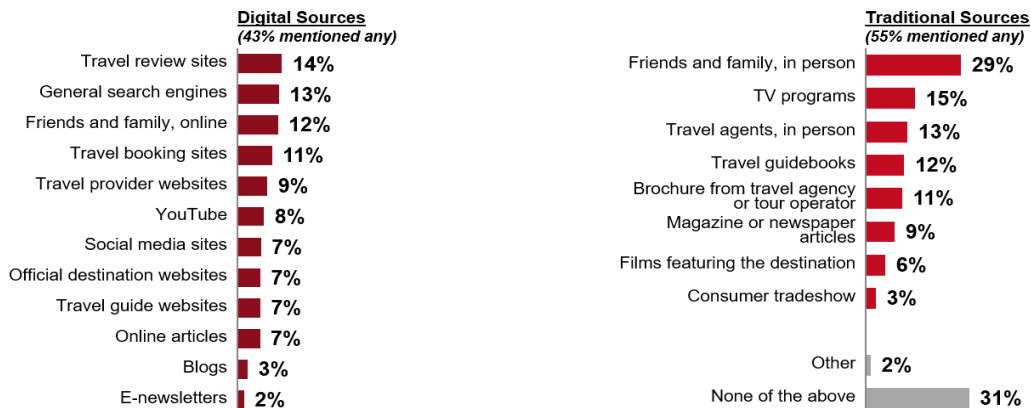 Digital Sources
(43% mentioned any)
Travel review sites 14%
General search engines 13%
Friends and family, online 12%
Travel booking sites 11%
Travel provider websites 9%
YouTube 8%
Social media sites 7%
Official destination websites 7%
Travel guide websites 7%
Online articles 7%
Blogs 3%
E-newsletters 2%
Traditional Sources
(55% mentioned any)
Friends and family, in person 29%
TV programs 15%
Travel agents, in person 13%
Travel guidebooks 12%
Brochure from travel agency
or tour operator 11%
Magazine or newspaper
articles 9%
Films featuring the destination 6%
Consumer tradeshow 3%
Other 2%
None of the above 31%